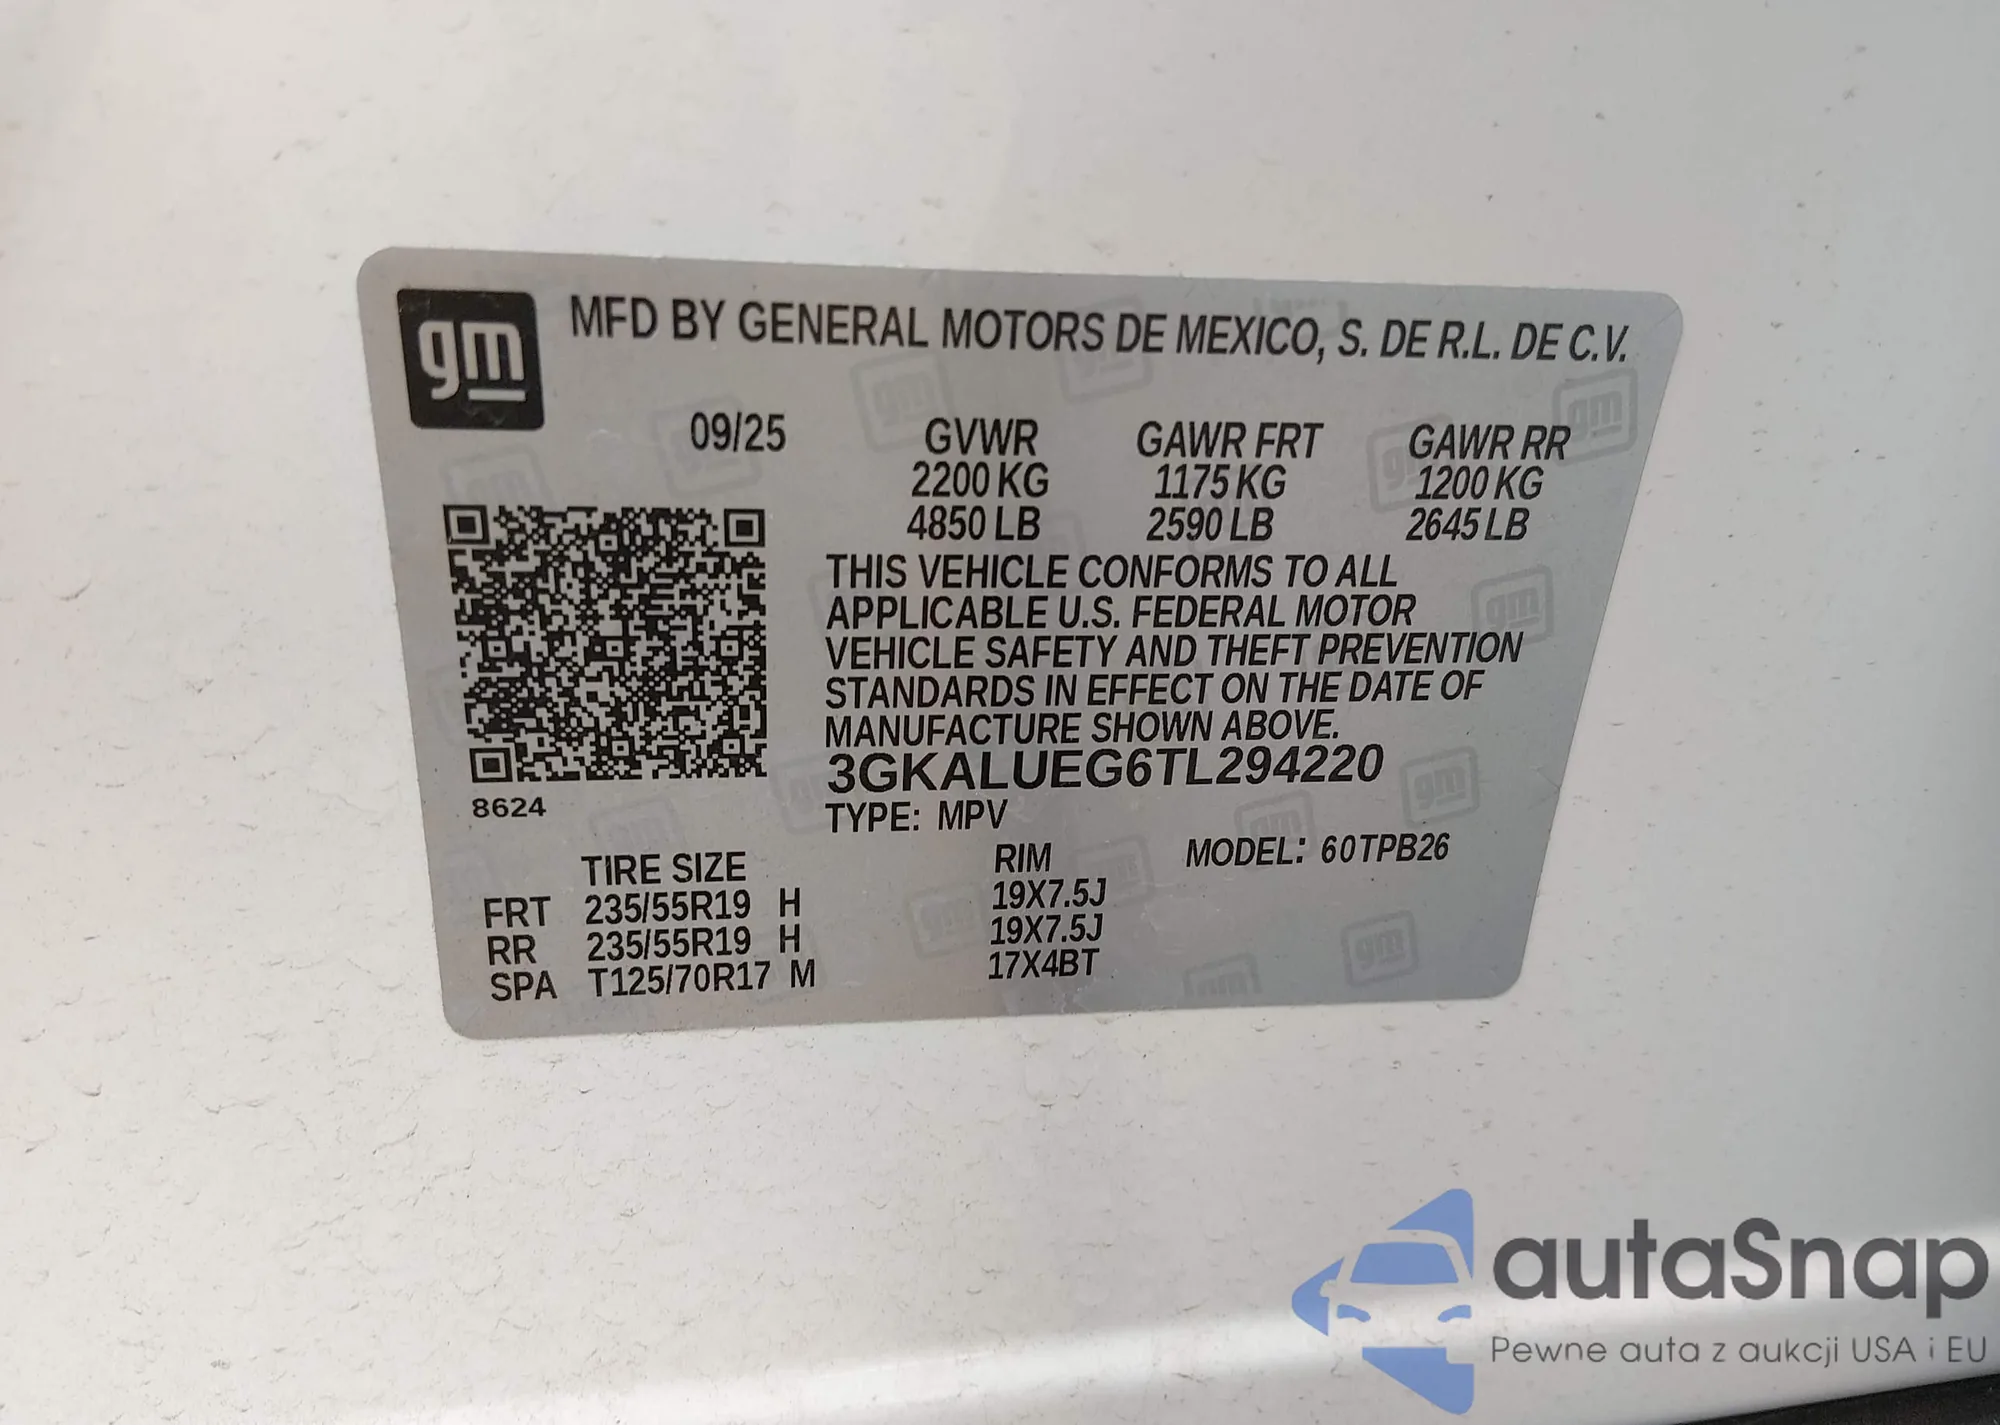 gm
MFD BY GENERAL MOTORS DE MEXICO, S. DE R.L. DE C.V.
09/25 GVWR GAWR FRT GAWR RR
2200 KG 1175 KG 1200 KG
4850 LB 2590 LB 2645 LB
THIS VEHICLE CONFORMS TO ALL
APPLICABLE U.S. FEDERAL MOTOR
VEHICLE SAFETY AND THEFT PREVENTION
STANDARDS IN EFFECT ON THE DATE OF
MANUFACTURE SHOWN ABOVE.
3GKALUEG6TL294220
8624
TYPE: MPV
TIRE SIZE RIM MODEL: 60TPB26
FRT 235/55R19 H 19X7.5J
RR 235/55R19 H 19X7.5J
SPA T125/70R17 M 17X4BT
autaSnap
Pewne auta z aukcji USA i EU